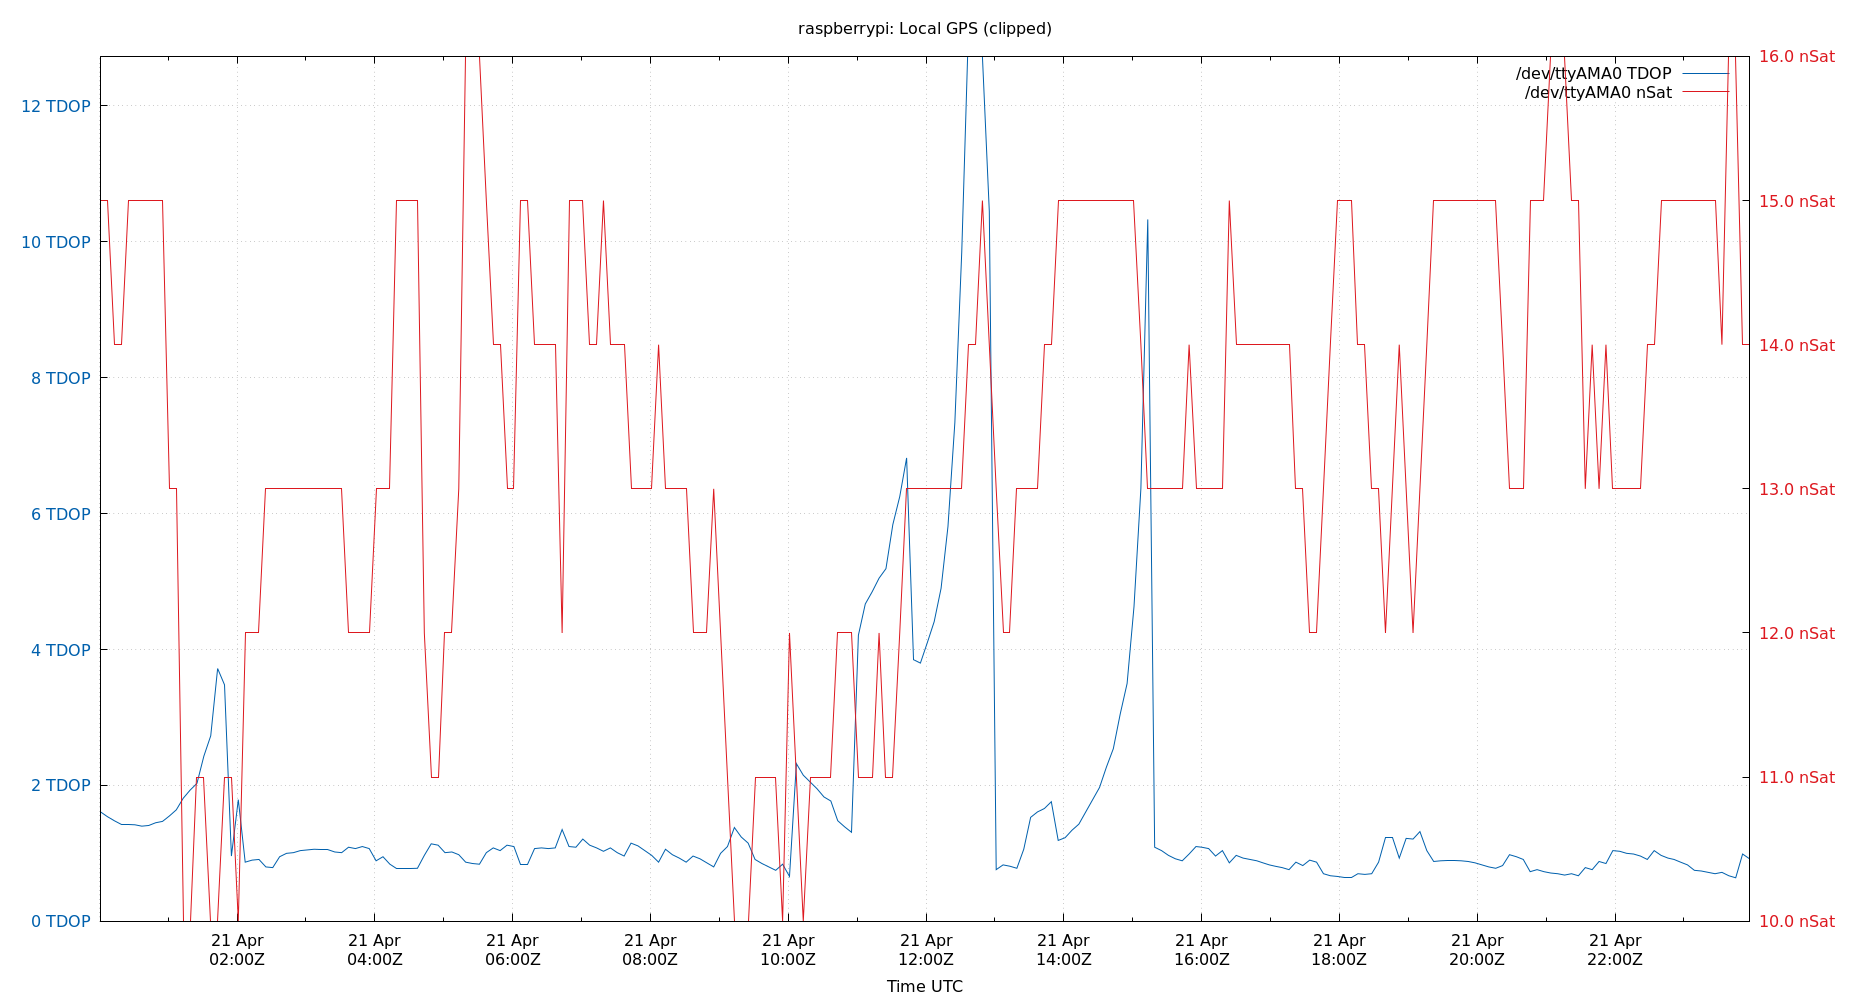 raspberrypi: Local GPS (clipped)
/dev/ttyAMA0 TDOP
/dev/ttyAMA0 nSat
12 TDOP
10 TDOP
8 TDOP
6 TDOP
4 TDOP
2 TDOP
0 TDOP
16.0 nSat
15.0 nSat
14.0 nSat
13.0 nSat
12.0 nSat
11.0 nSat
10.0 nSat
21 Apr
02:00Z
21 Apr
04:00Z
21 Apr
06:00Z
21 Apr
08:00Z
21 Apr
10:00Z
21 Apr
12:00Z
21 Apr
14:00Z
21 Apr
16:00Z
21 Apr
18:00Z
21 Apr
20:00Z
21 Apr
22:00Z
Time UTC